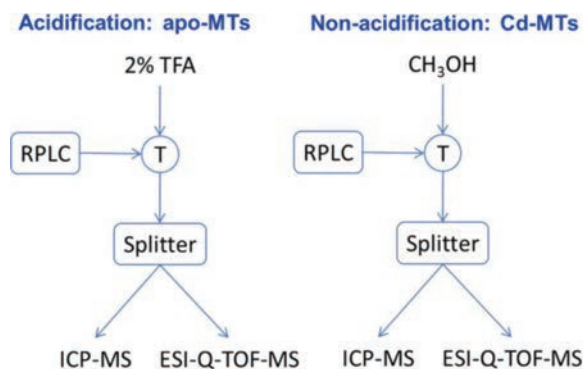 Acidification: apo-MTs
2% TFA
RPLC
T
Splitter
ICP-MS
ESI-Q-TOF-MS
Non-acidification: Cd-MTs
CH₃OH
RPLC
T
Splitter
ICP-MS
ESI-Q-TOF-MS